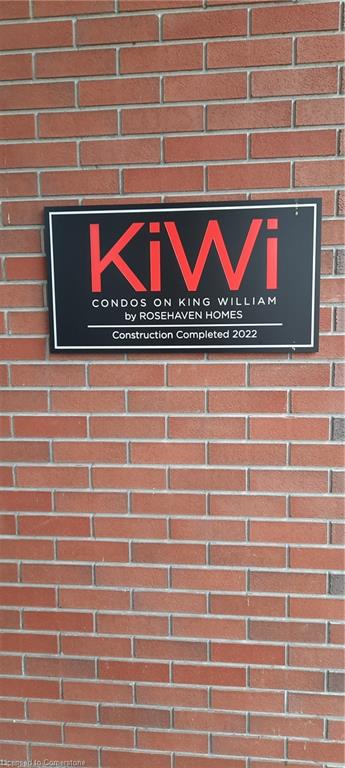 KiWi
CONDOS ON KING WILLIAM
by ROSEHAVEN HOMES
Construction Completed 2022
Licensed to Cornerstone